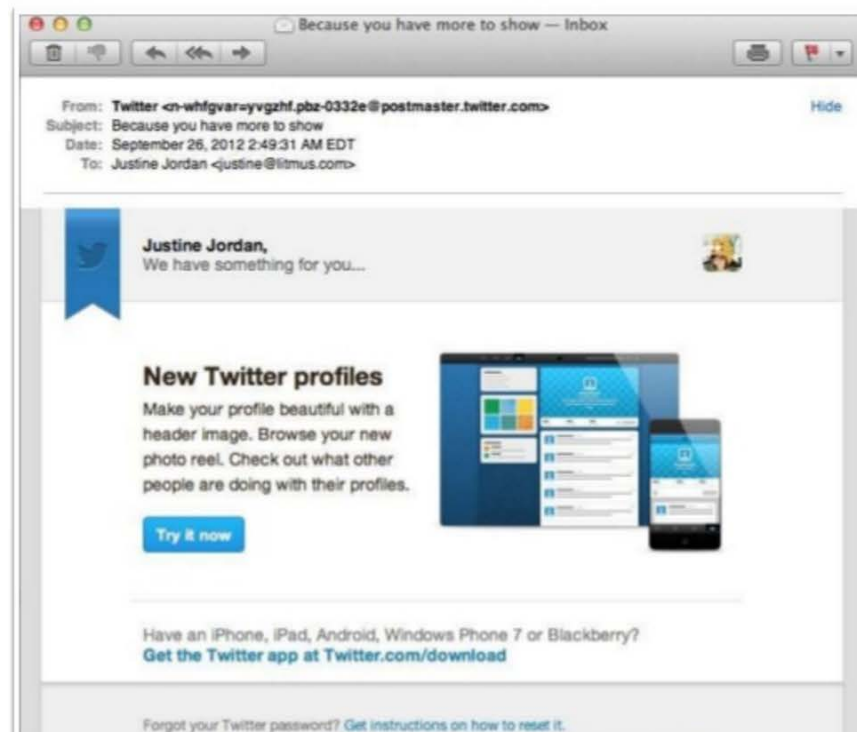 Because you have more to show — Inbox
From: Twitter <n-whfgvar=yvgzhf.pbz-0332e@postmaster.twitter.com>
Hide
Subject: Because you have more to show
Date: September 26, 2012 2:49:31 AM EDT
To: Justine Jordan <justine@litmus.com>
Justine Jordan,
We have something for you...
New Twitter profiles
Make your profile beautiful with a
header image. Browse your new
photo reel. Check out what other
people are doing with their profiles.
Try it now
Have an iPhone, iPad, Android, Windows Phone 7 or Blackberry?
Get the Twitter app at Twitter.com/download
Forgot your Twitter password? Get instructions on how to reset it.